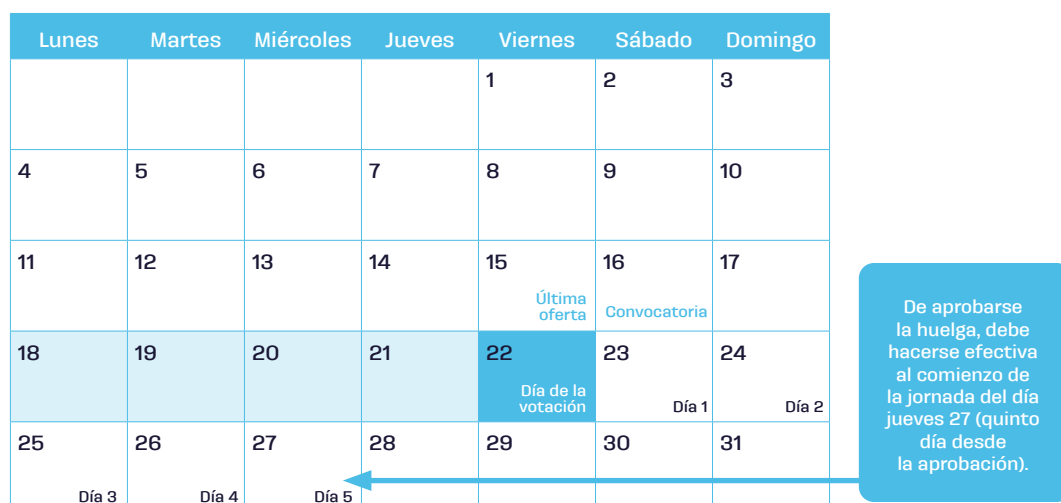 Lunes Martes Miércoles Jueves Viernes Sábado Domingo
1 2 3
4 5 6 7 8 9 10
11 12 13 14 15 16 17
Última
oferta Convocatoria
18 19 20 21 22 23 24
Día de la
votación Día 1 Día 2
25 26 27 28 29 30 31
Día 3 Día 4 Día 5
De aprobarse
la huelga, debe
hacerse efectiva
al comienzo de
la jornada del día
jueves 27 (quinto
día desde
la aprobación).